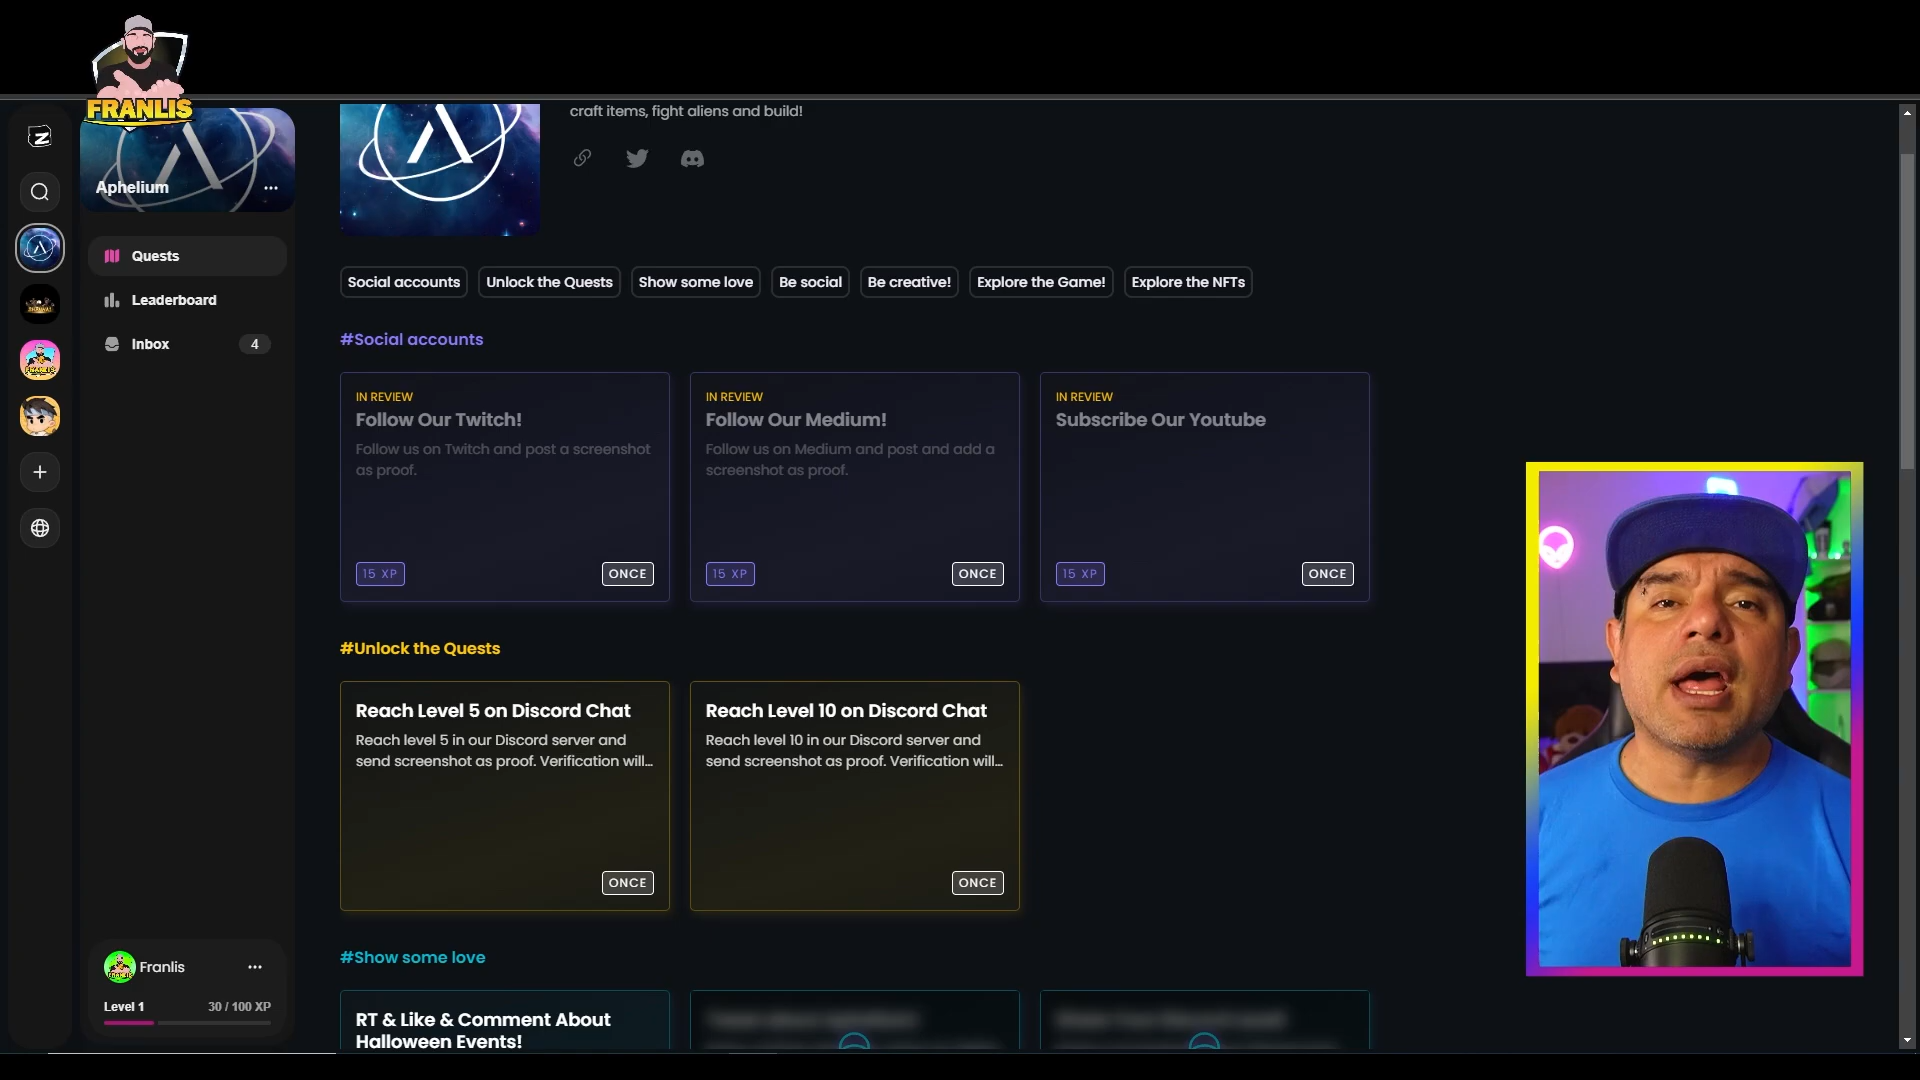 FRANLIS
craft items, fight aliens and build!
Aphelium
Quests
Leaderboard
Inbox
4
Social accounts
Unlock the Quests
Show some love
Be social
Be creative!
Explore the Game!
Explore the NFTs
#Social accounts
IN REVIEW
Follow Our Twitch!
Follow us on Twitch and post a screenshot
as proof.
15 XP
ONCE
IN REVIEW
Follow Our Medium!
Follow us on Medium and post and add a
screenshot as proof.
15 XP
ONCE
IN REVIEW
Subscribe Our Youtube
15 XP
ONCE
#Unlock the Quests
Reach Level 5 on Discord Chat
Reach level 5 in our Discord server and
send screenshot as proof. Verification will...
ONCE
Reach Level 10 on Discord Chat
Reach level 10 in our Discord server and
send screenshot as proof. Verification will...
ONCE
#Show some love
RT & Like & Comment About
Halloween Events!
Franlis
Level 1
30 / 100 XP